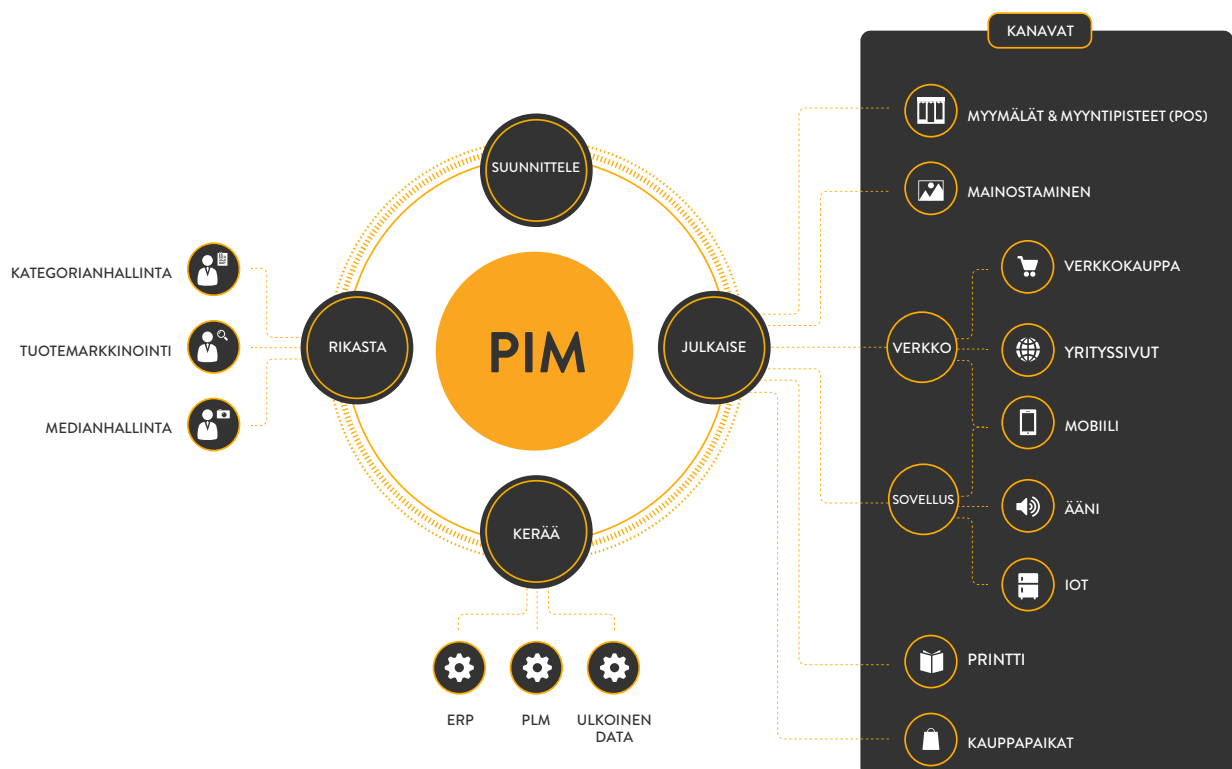 KANAVAT
MYYMÄLÄT & MYYNTIPISTEET (POS)
SUUNNITTELE
MAINOSTAMINEN
KATEGORIANHALLINTA
VERKKOKAUPPA
TUOTEMARKKINOINTI
RIKASTA
PIM
JULKAISE
VERKKO
YRITYSSIVUT
MEDIANHALLINTA
MOBIILI
SOVELLUS
ÄÄNI
KERÄÄ
IOT
PRINTTI
ERP
PLM
ULKOINEN
DATA
KAUPPAPAIKAT